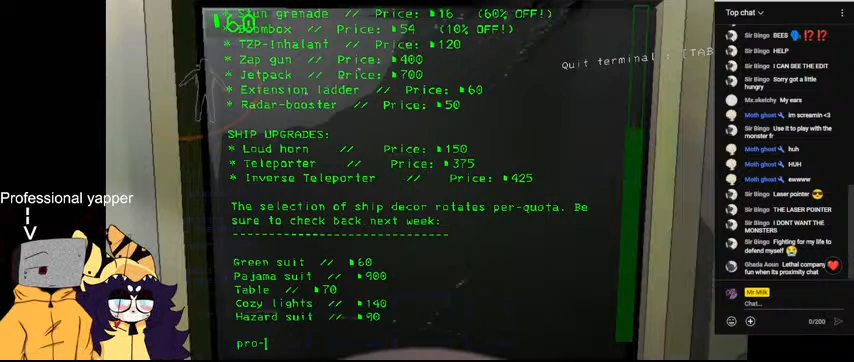 * Stun grenade // Price: ■16 (60% OFF!)
■60
* Boombox // Price: ■54 (10% OFF!)
* TZP-Inhalant // Price: ■120
* Zap gun // Price: ■400
* Jetpack // Price: ■700
* Extension ladder // Price: ■60
* Radar-booster // Price: ■50
Quit terminal : [TAB
SHIP UPGRADES:
* Loud horn // Price: ■150
* Teleporter // Price: ■375
* Inverse Teleporter // Price: ■425
The selection of ship decor rotates per-quota. Be
sure to check back next week:
------------------------------
Green suit // ■60
Pajama suit // ■900
Table // ■70
Cozy lights // ■140
Hazard suit // ■90
pro-
Professional yapper
Top chat
Sir Bingo BEES 🗣️⁉️⁉️
Sir Bingo HELP
Sir Bingo I CAN SEE THE EDIT
Sir Bingo Sorry got a little
hungry
Mx.sketchy My ears
Moth ghost im screamin <3
Sir Bingo Use it to play with the
monster fr
Moth ghost huh
Moth ghost HUH
Moth ghost ewwww
Sir Bingo Laser pointer 😎
Sir Bingo THE LASER POINTER
Sir Bingo I DONT WANT THE
MONSTERS
Sir Bingo Fighting for my life to
defend myself 😭
Ghada Aoun Lethal company
fun when its proximity chat
Mr Milk
Chat...
0/200